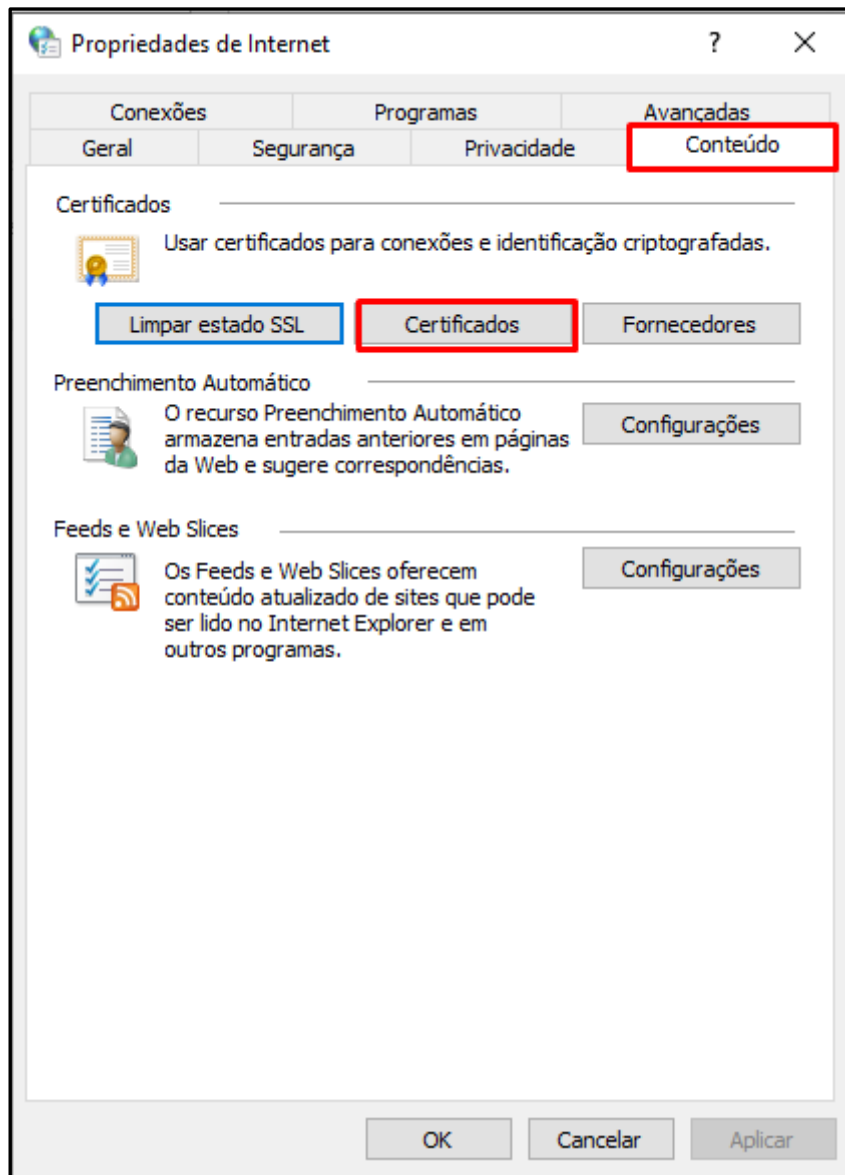 Propriedades de Internet
?
Conexões
Programas
Avançadas
Geral
Segurança
Privacidade
Conteúdo
Certificados
Usar certificados para conexões e identificação criptografadas.
Limpar estado SSL
Certificados
Fornecedores
Preenchimento Automático
O recurso Preenchimento Automático
armazena entradas anteriores em páginas
da Web e sugere correspondências.
Configurações
Feeds e Web Slices
Os Feeds e Web Slices oferecem
conteúdo atualizado de sites que pode
ser lido no Internet Explorer e em
outros programas.
Configurações
OK
Cancelar
Aplicar